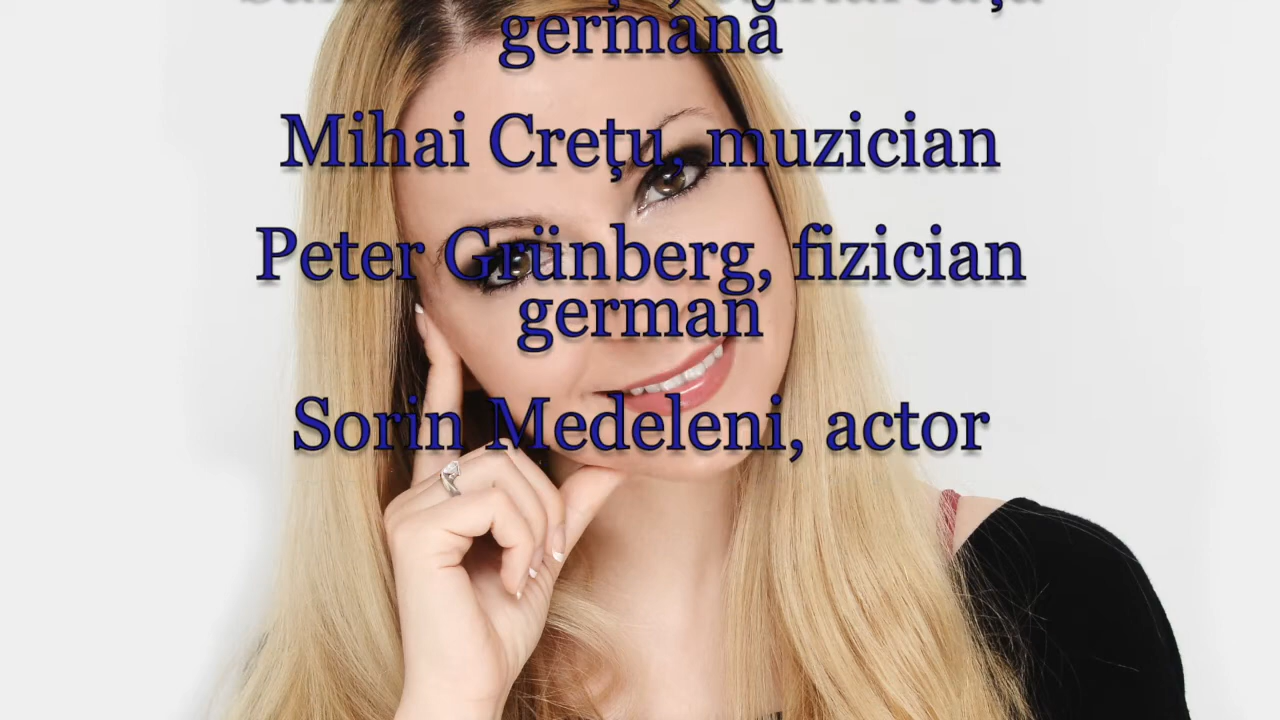 germană
Mihai Crețu, muzician
Peter Grünberg, fizician
german
Sorin Medeleni, actor